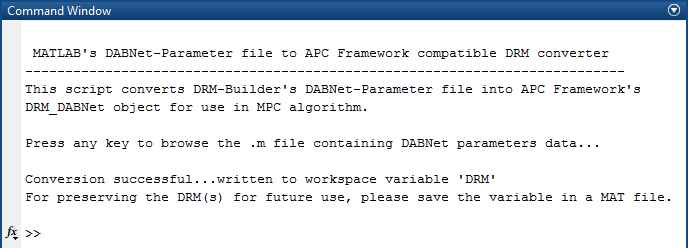 Command Window
MATLAB's DABNet-Parameter file to APC Framework compatible DRM converter
---------------------------------------------------------------------------
This script converts DRM-Builder's DABNet-Parameter file into APC Framework's
DRM_DABNet object for use in MPC algorithm.
Press any key to browse the .m file containing DABNet parameters data...
Conversion successful...written to workspace variable 'DRM'
For preserving the DRM(s) for future use, please save the variable in a MAT file.
fx >>